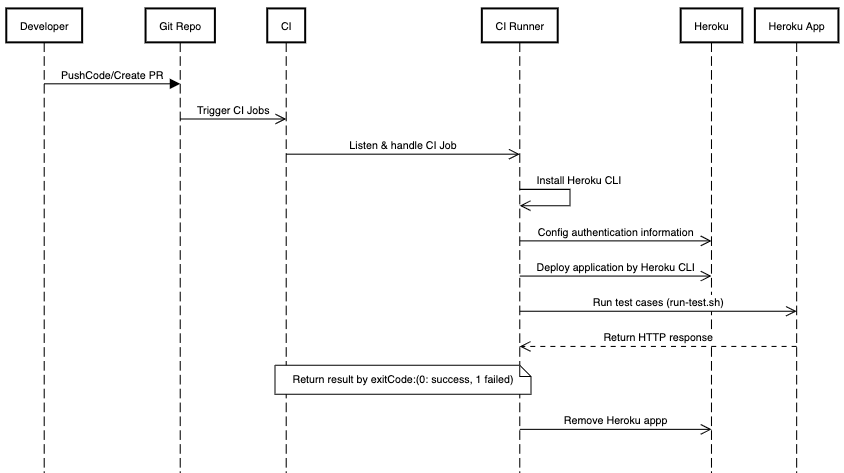 Developer
Git Repo
CI
CI Runner
Heroku
Heroku App
PushCode/Create PR
Trigger CI Jobs
Listen & handle CI Job
Install Heroku CLI
Config authentication information
Deploy application by Heroku CLI
Run test cases (run-test.sh)
Return HTTP response
Return result by exitCode:(0: success, 1 failed)
Remove Heroku appp